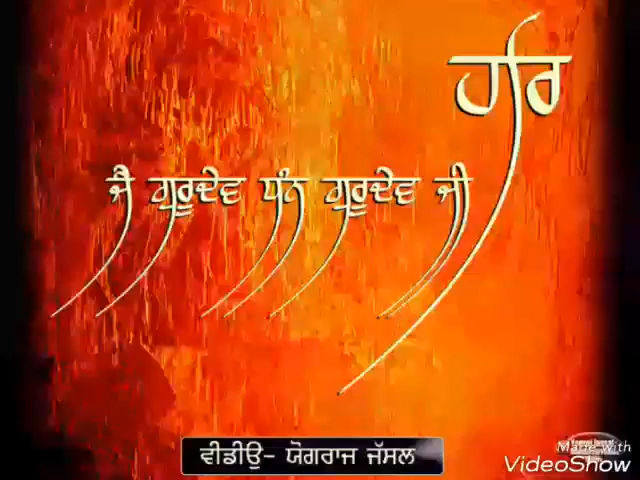 ਹਰਿ
ਜੈ ਗੁਰੂਦੇਵ ਧੰਨ ਗੁਰੂਦੇਵ ਜੀ
ਵੀਡੀਉ- ਯੋਗਰਾਜ ਜੱਸਲ
Made with
VideoShow